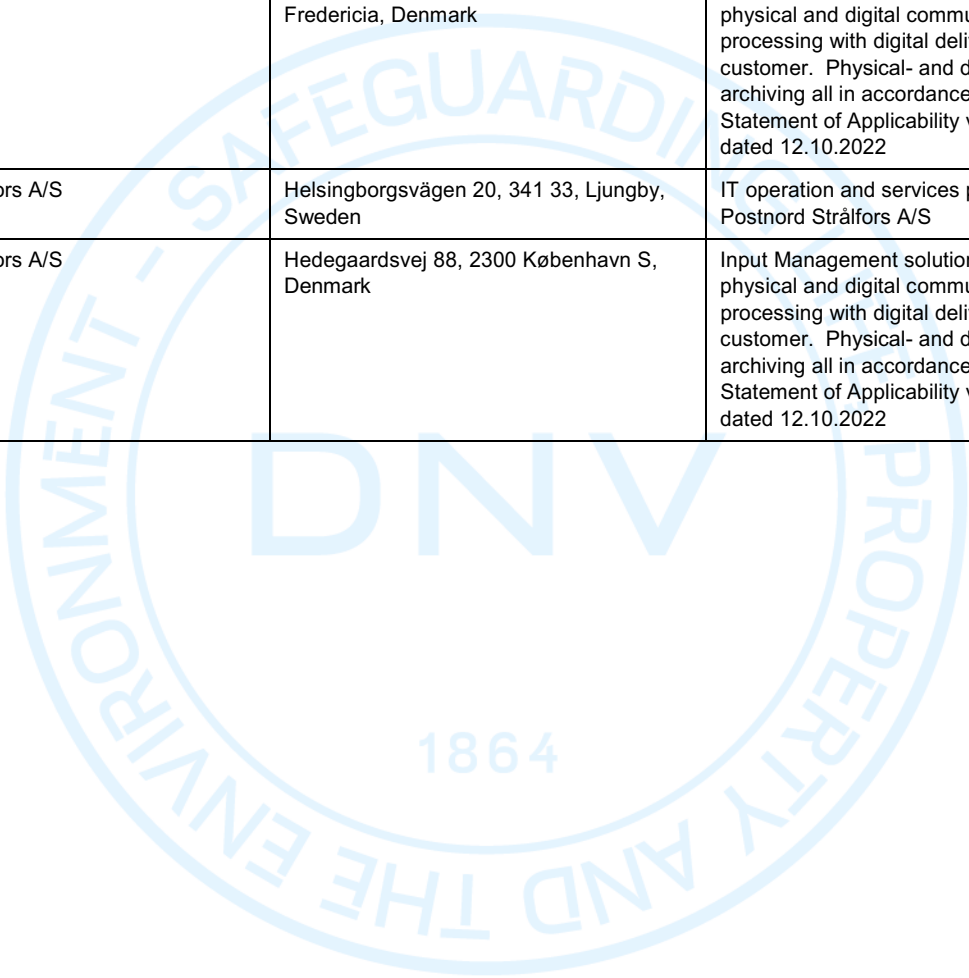 Fredericia, Denmark
physical and digital commu
processing with digital deli
customer.  Physical- and d
archiving all in accordance
Statement of Applicability v
dated 12.10.2022
ors A/S
Helsingborgsvägen 20, 341 33, Ljungby,
Sweden
IT operation and services p
Postnord Strålfors A/S
ors A/S
Hedegaardsvej 88, 2300 København S,
Denmark
Input Management solution
physical and digital commu
processing with digital deli
customer.  Physical- and d
archiving all in accordance
Statement of Applicability v
dated 12.10.2022
SAFEGUARDING LIFE, PROPERTY AND THE ENVIRONMENT -
DNV
1864